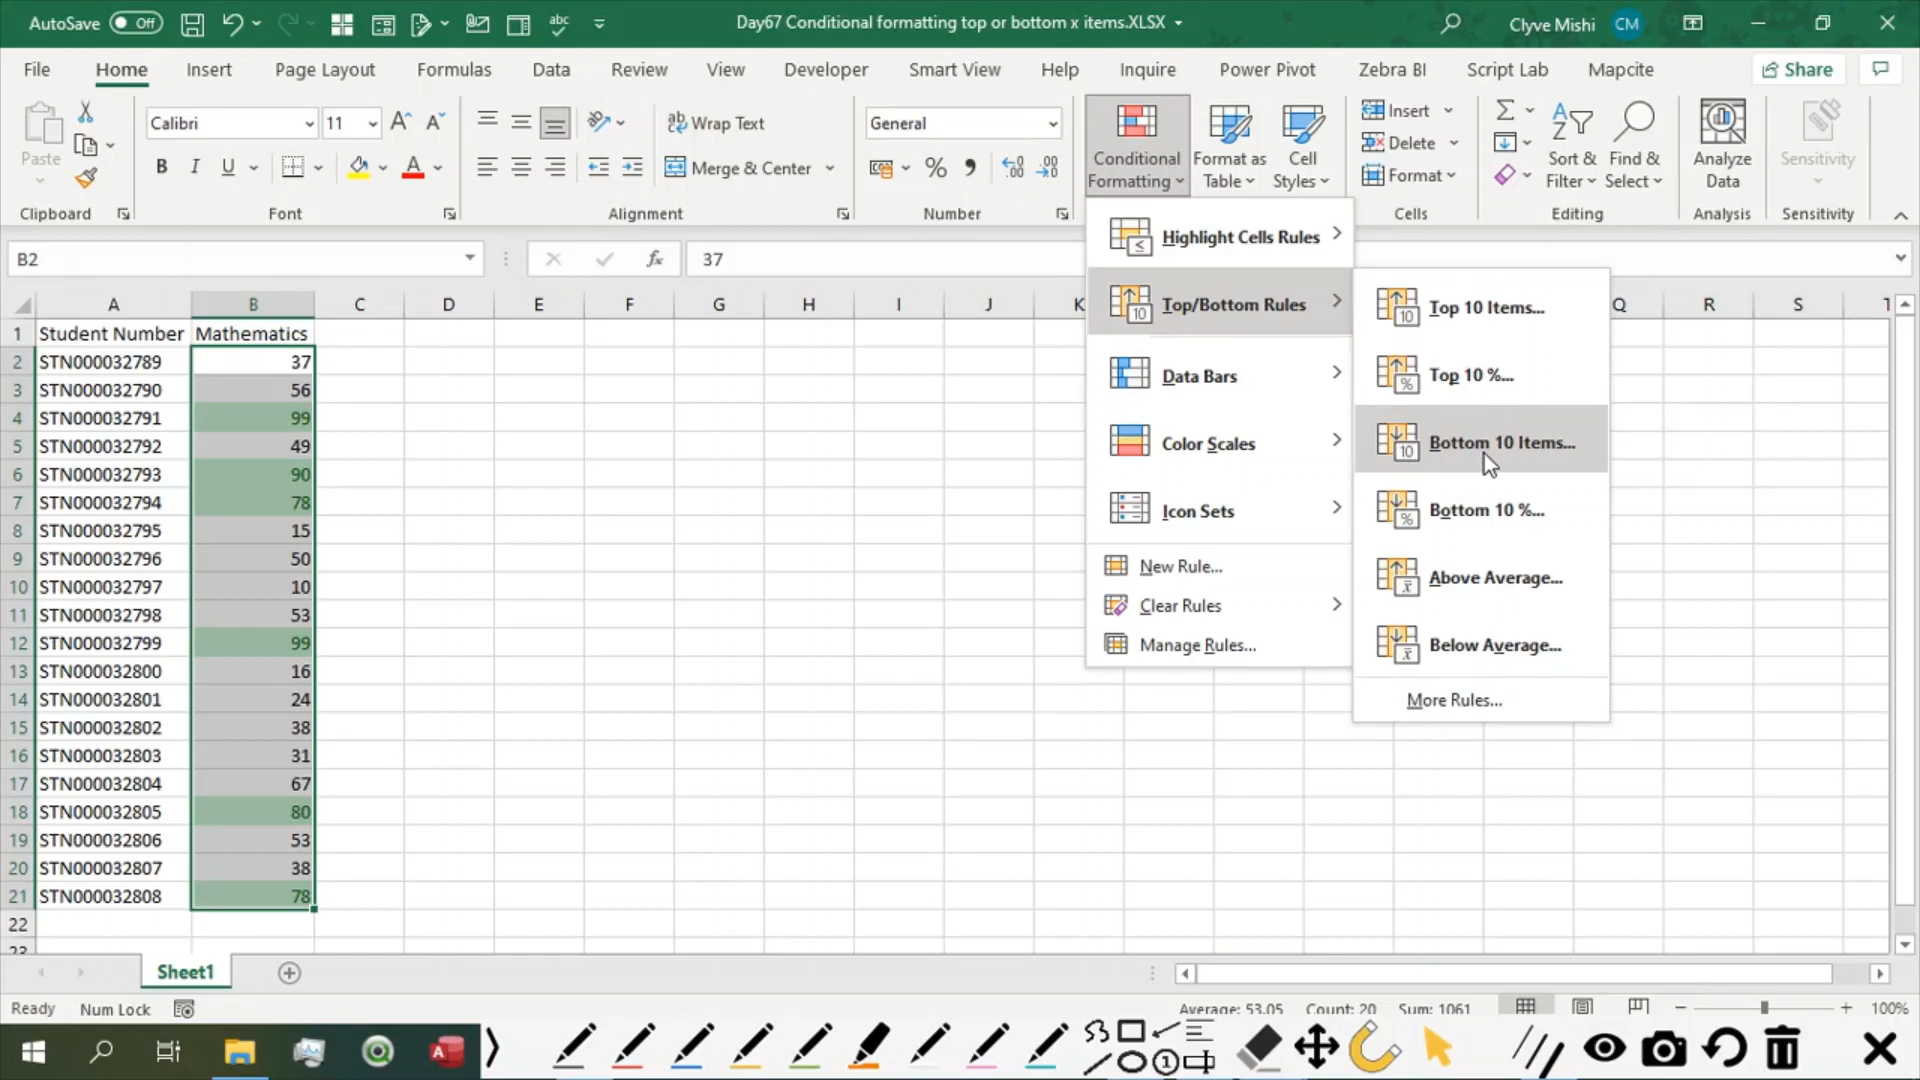 AutoSave Off abc Day67 Conditional formatting top or bottom x items.XLSX Clyve Mishi CM
File Home Insert Page Layout Formulas Data Review View Developer Smart View Help Inquire Power Pivot Zebra BI Script Lab Mapcite Share
Paste Calibri 11 Wrap Text General Conditional Formatting Format as Table Cell Styles Insert Sort & Filter Find & Select Analyze Data Sensitivity
B I U Merge & Center Delete
Format
Clipboard Font Alignment Number Cells Editing Analysis Sensitivity
B2 fx 37
Highlight Cells Rules
Top/Bottom Rules
Data Bars
Color Scales
Icon Sets
New Rule...
Clear Rules
Manage Rules...
Top 10 Items...
Top 10 %...
Bottom 10 Items...
Bottom 10 %...
Above Average...
Below Average...
More Rules...
A B C D E F G H I J K Q R S T
1 Student Number Mathematics
2 STN000032789 37
3 STN000032790 56
4 STN000032791 99
5 STN000032792 49
6 STN000032793 90
7 STN000032794 78
8 STN000032795 15
9 STN000032796 50
10 STN000032797 10
11 STN000032798 53
12 STN000032799 99
13 STN000032800 16
14 STN000032801 24
15 STN000032802 38
16 STN000032803 31
17 STN000032804 67
18 STN000032805 80
19 STN000032806 53
20 STN000032807 38
21 STN000032808 78
22
23
Sheet1
Ready Num Lock Average: 53.05 Count: 20 Sum: 1061 100%